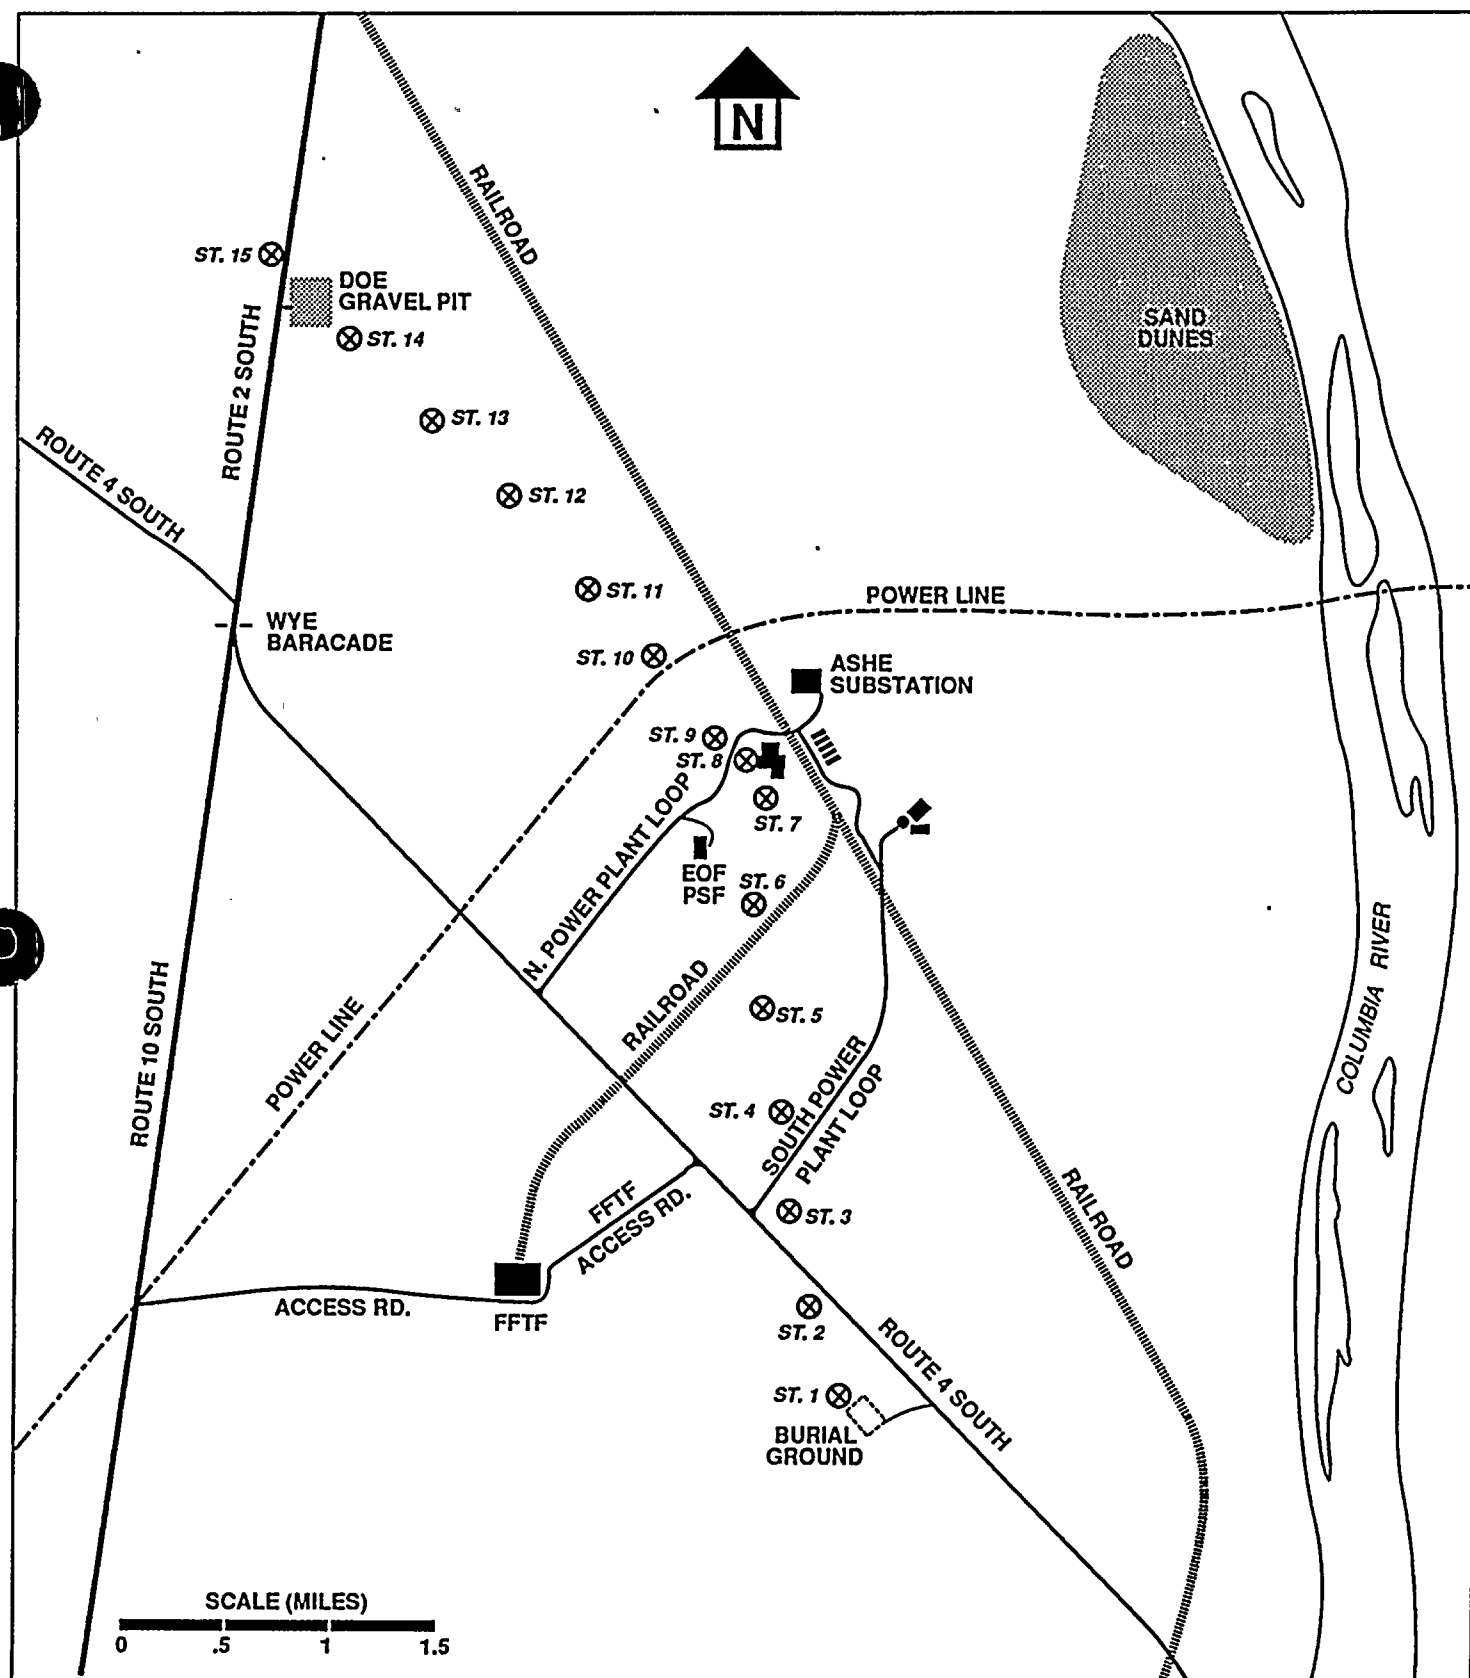 N
RAILROAD
ST. 15
DOE
GRAVEL PIT
SAND
DUNES
ST. 14
ROUTE 2 SOUTH
ST. 13
ROUTE 4 SOUTH
ST. 12
ST. 11
POWER LINE
WYE
BARACADE
ST. 10
ASHE
SUBSTATION
ST. 9
ST. 8
ST. 7
N. POWER PLANT LOOP
EOF
PSF
ST. 6
COLUMBIA RIVER
RAILROAD
ROUTE 10 SOUTH
POWER LINE
ST. 5
SOUTH POWER
PLANT LOOP
ST. 4
FFTF
ACCESS RD.
ST. 3
RAILROAD
ACCESS RD.
FFTF
ST. 2
ROUTE 4 SOUTH
ST. 1
BURIAL
GROUND
SCALE (MILES)
0 .5 1 1.5